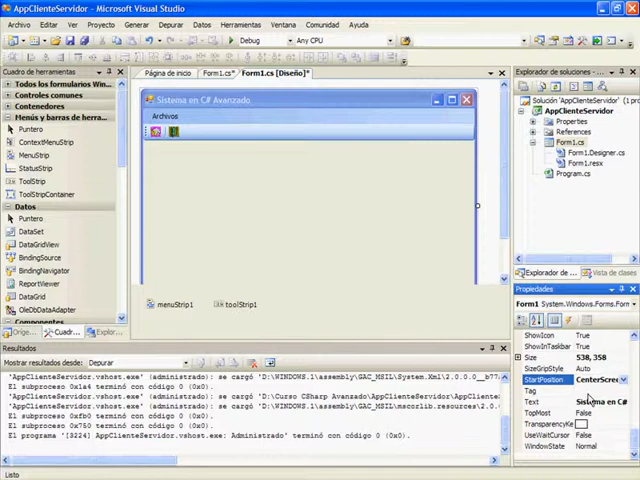 AppClienteServidor - Microsoft Visual Studio
Archivo Editar Ver Proyecto Generar Depurar Datos Herramientas Ventana Comunidad Ayuda
Debug Any CPU
Cuadro de herramientas
Todos los formularios Win...
Controles comunes
Contenedores
Menús y barras de herra...
Puntero
ContextMenuStrip
MenuStrip
StatusStrip
ToolStrip
ToolStripContainer
Datos
Puntero
DataSet
DataGridView
BindingSource
BindingNavigator
ReportViewer
DataGrid
OleDbDataAdapter
Componentes
Oríge... Cuadr... Explor...
Página de inicio Form1.cs* Form1.cs [Diseño]*
Sistema en C# Avanzado
Archivos
menuStrip1 toolStrip1
Explorador de soluciones
Solución 'AppClienteServidor'
AppClienteServidor
Properties
References
Form1.cs
Form1.Designer.cs
Form1.resx
Program.cs
Explorador de ... Vista de clases
Propiedades
Form1 System.Windows.Forms.Form
ShowIcon True
ShowInTaskbar True
Size 538, 358
SizeGripStyle Auto
StartPosition CenterScree
Tag
Text Sistema en C#
TopMost False
TransparencyKe
UseWaitCursor False
WindowState Normal
Resultados
Mostrar resultados desde: Depurar
'AppClienteServidor.vshost.exe' (Administrado): se cargó 'D:\WINDOWS.1\assembly\GAC_MSIL\System.Xml\2.0.0.0__b7
El subproceso 0x1a4 terminó con código 0 (0x0).
'AppClienteServidor.vshost.exe' (Administrado): se cargó 'D:\Curso CSharp Avanzado\AppClienteServidor\AppClient
'AppClienteServidor.vshost.exe' (Administrado): se cargó 'D:\WINDOWS.1\assembly\GAC_MSIL\mscorlib.resources\2.0
El subproceso 0xfb0 terminó con código 0 (0x0).
El subproceso 0x910 terminó con código 0 (0x0).
El programa '[3224] AppClienteServidor.vshost.exe: Administrado' terminó con código 0 (0x0).
Listo